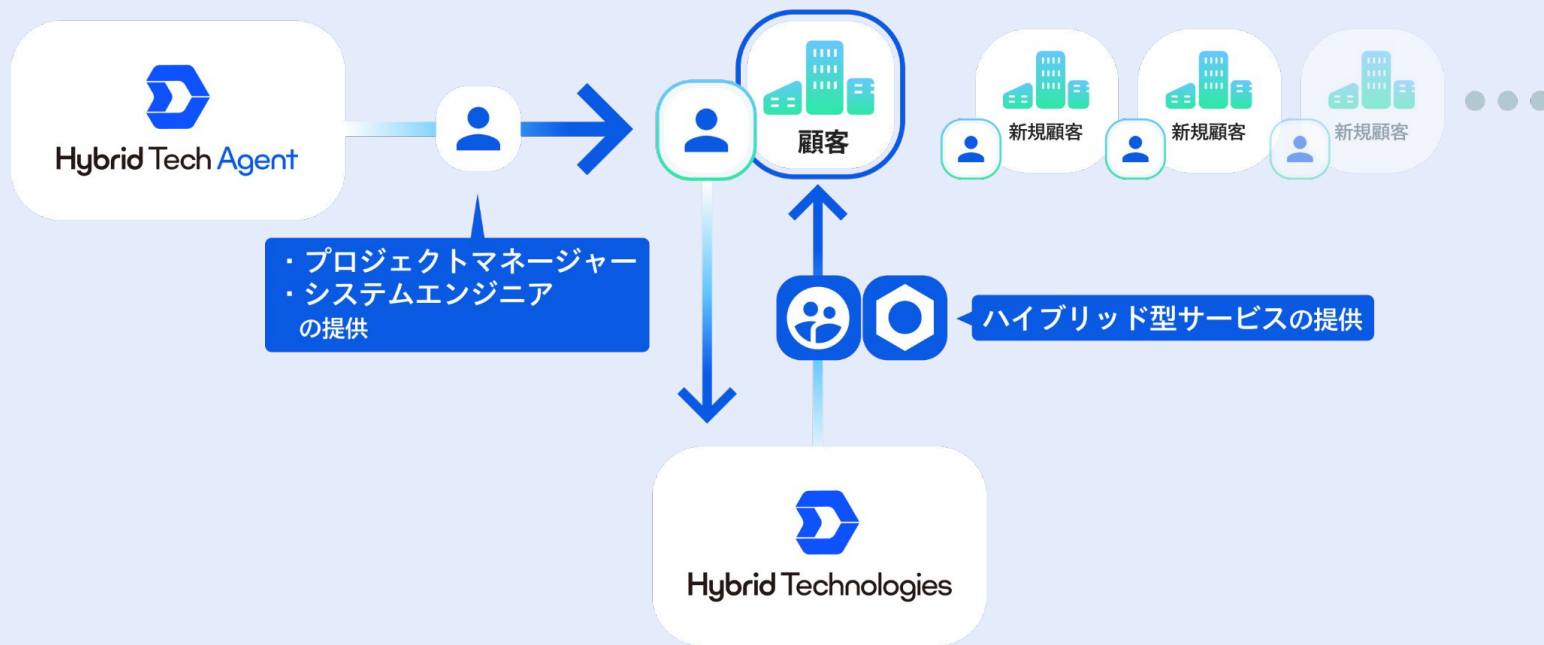 Hybrid Tech Agent
顧客
新規顧客
新規顧客
新規顧客
・プロジェクトマネージャー
・システムエンジニア
の提供
ハイブリッド型サービスの提供
Hybrid Technologies